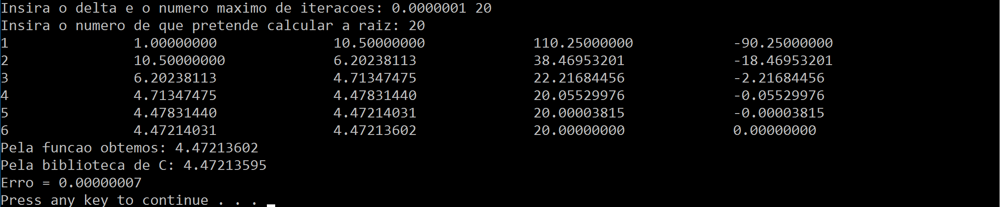 Insira o delta e o numero maximo de iteracoes: 0.0000001 20
Insira o numero de que pretende calcular a raiz: 20
1 1.00000000 10.50000000 110.25000000 -90.25000000
2 10.50000000 6.20238113 38.46953201 -18.46953201
3 6.20238113 4.71347475 22.21684456 -2.21684456
4 4.71347475 4.47831440 20.05529976 -0.05529976
5 4.47831440 4.47214031 20.00003815 -0.00003815
6 4.47214031 4.47213602 20.00000000 0.00000000
Pela funcao obtemos: 4.47213602
Pela biblioteca de C: 4.47213595
Erro = 0.00000007
Press any key to continue . . .